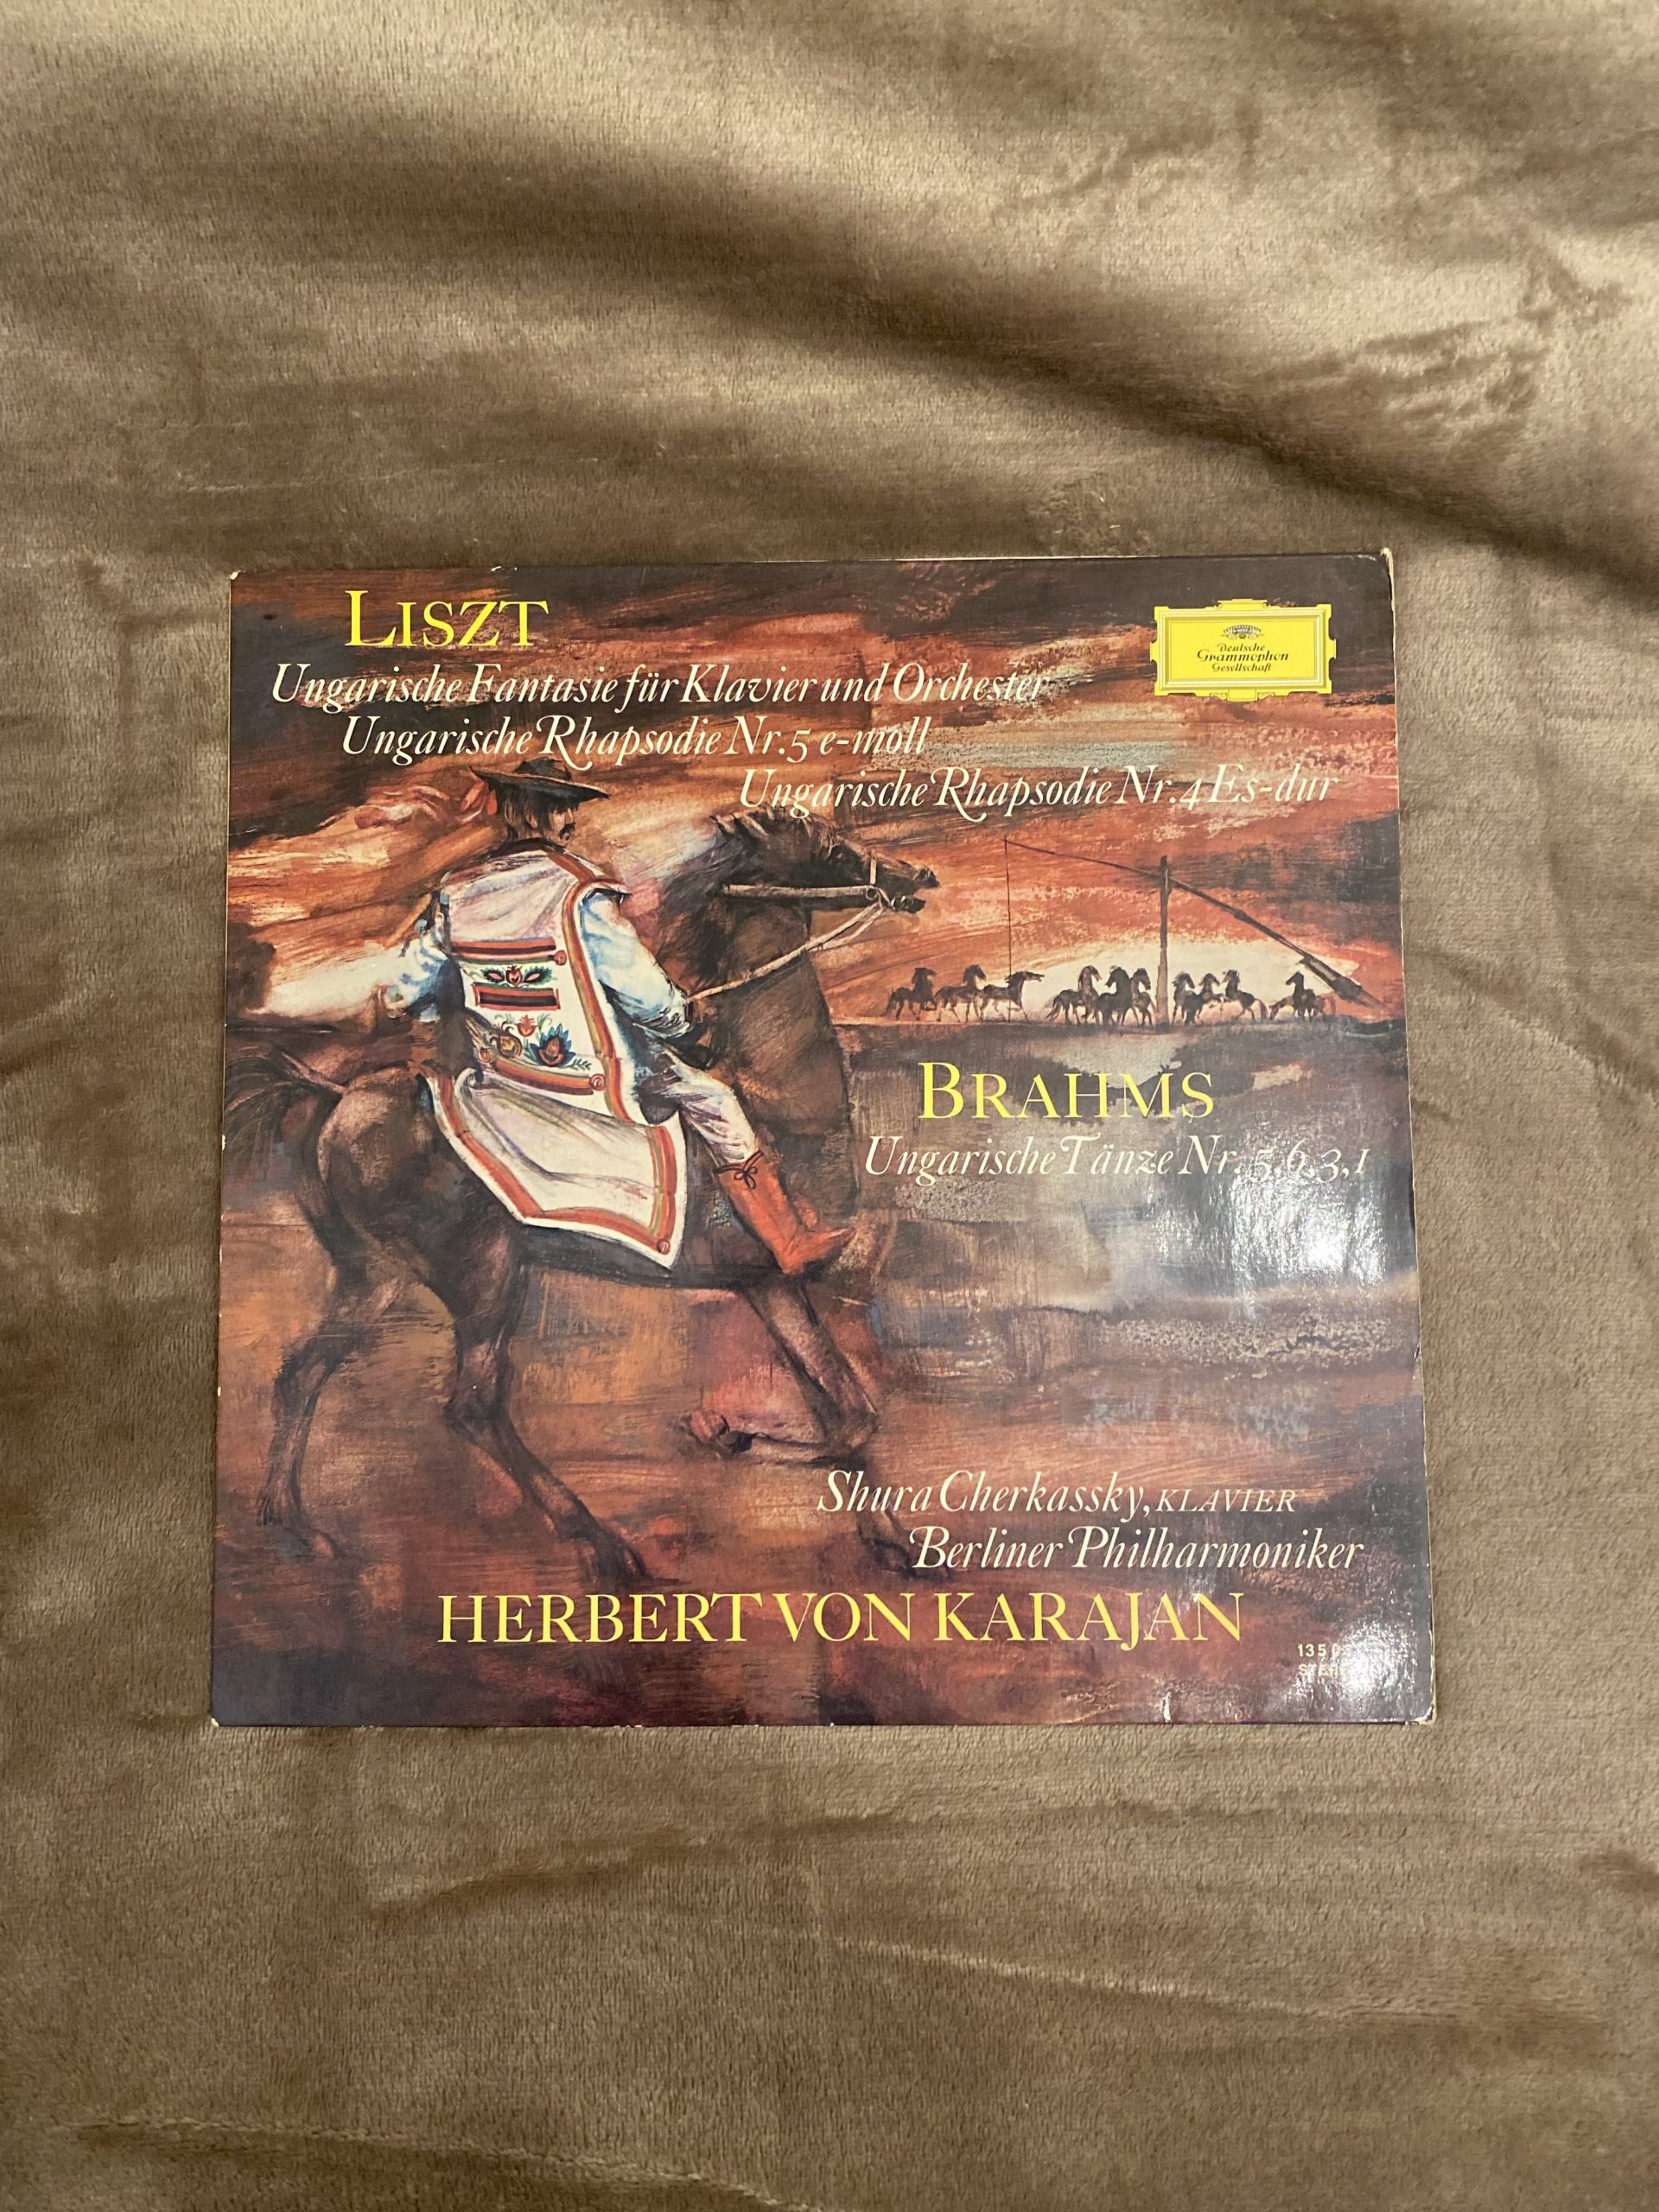 LISZT
Deutsche
Grammophon
Gesellschaft
Ungarische Fantasie für Klavier und Orchester
Ungarische Rhapsodie Nr. 5 e-moll
Ungarische Rhapsodie Nr. 4 Es-dur
BRAHMS
Ungarische Tänze Nr. 5, 6, 3, 1
Shura Cherkassky, KLAVIER
Berliner Philharmoniker
HERBERT VON KARAJAN